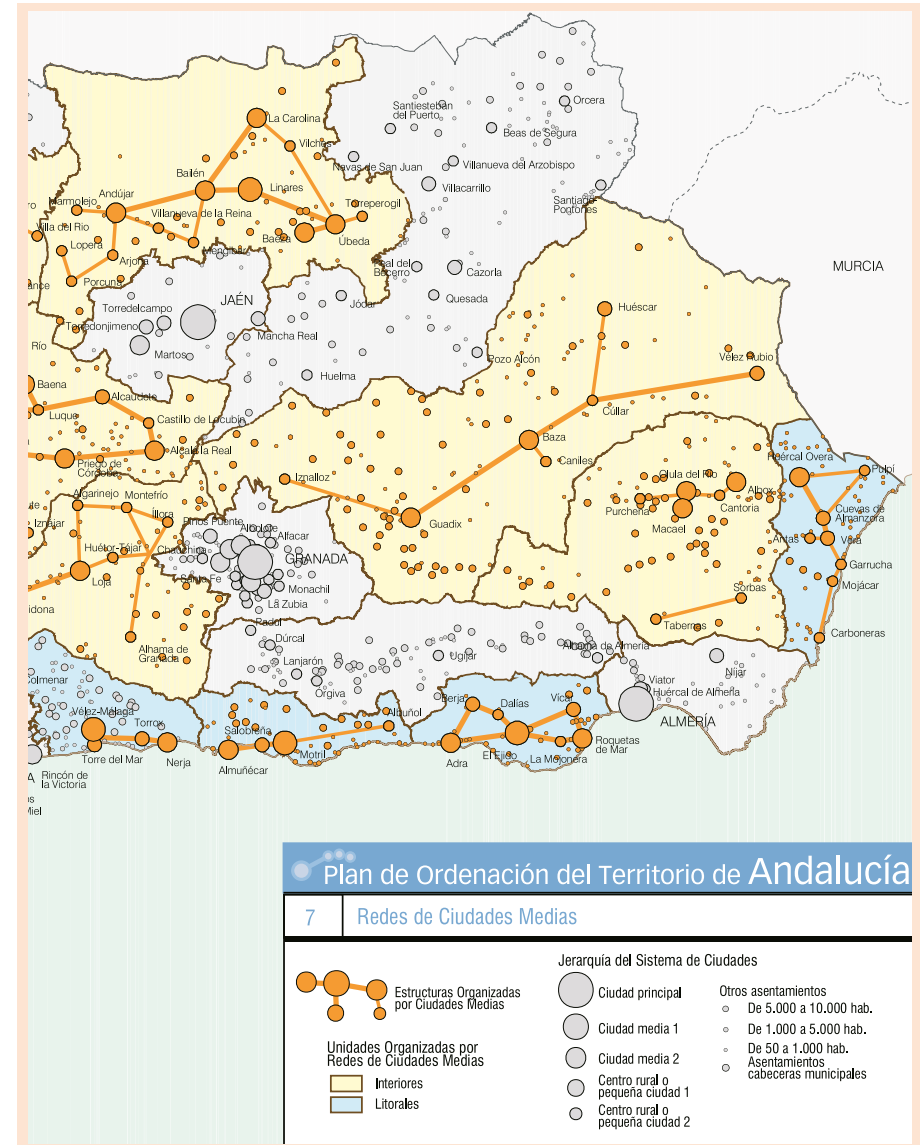 Orcera
Santiesteban
del Puerto
La Carolina
Beas de Segura
Vilches
Navas de San Juan
Villanueva del Arzobispo
Bailén
Linares
Villacarrillo
Andújar
Marmolejo
Santiago-
Pontones
Torreperogil
Villanueva de la Reina
Villa del Rio
Baeza
Úbeda
Lopera
Mengibar
Arjona
MURCIA
Cazorla
Porcuna
JAÉN
Jódar
Quesada
Torredelcampo
Huéscar
Torredonjimeno
Mancha Real
Río
Martos
Pozo Alcón
Vélez Rubio
Huelma
Baena
Alcaudete
Luque
Castillo de Locubin
Cúllar
Baza
Alcalá la Real
Priego de
Córdoba
Huércal Overa
Pulpí
Caniles
Iznalloz
Olula del Rio
Albox
Algarinejo
Montefrío
Purchena
Cantoria
Macael
Cuevas de
Almanzora
Íllora
Guadix
Iznájar
Pinos Puente
Albolote
Alfacar
Antas
Vera
Huétor-Tájar
Chauchina
GRANADA
Garrucha
Loja
Santa Fe
Monachil
Mojácar
Sorbas
La Zubia
Padul
Tabernas
Carboneras
Dúrcal
Alhama de
Granada
Alhama de Almería
Lanjarón
Ugijar
Nijar
Colmenar
Viator
Orgiva
Huércal de Almería
Berja
Dalías
Vicar
ALMERÍA
Vélez-Málaga
Torrox
Albuñol
Salobreña
Roquetas
de Mar
Torre del Mar
Nerja
Almuñécar
Motril
Adra
El Ejido
La Mojonera
Rincón de
la Victoria
Plan de Ordenación del Territorio de Andalucía
7 Redes de Ciudades Medias
Estructuras Organizadas
por Ciudades Medias
Unidades Organizadas por
Redes de Ciudades Medias
Interiores
Litorales
Jerarquía del Sistema de Ciudades
Ciudad principal
Ciudad media 1
Ciudad media 2
Centro rural o
pequeña ciudad 1
Centro rural o
pequeña ciudad 2
Otros asentamientos
De 5.000 a 10.000 hab.
De 1.000 a 5.000 hab.
De 50 a 1.000 hab.
Asentamientos
cabeceras municipales